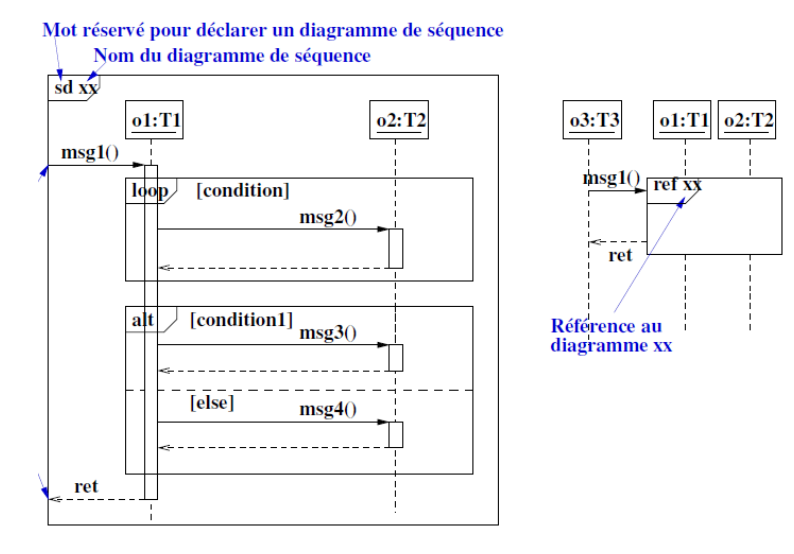 Mot réservé pour déclarer un diagramme de séquence
Nom du diagramme de séquence
sd xx
o1:T1
o2:T2
msg1()
loop
[condition]
msg2()
alt
[condition1]
msg3()
[else]
msg4()
ret
o3:T3
o1:T1
o2:T2
msg1()
ref xx
ret
Référence au
diagramme xx